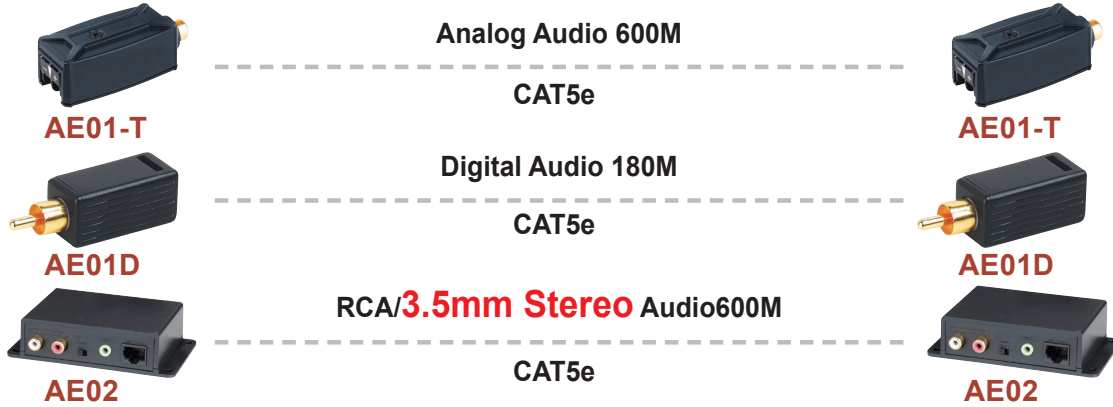 Analog Audio 600M
CAT5e
AE01-T
AE01-T
Digital Audio 180M
CAT5e
AE01D
AE01D
RCA/3.5mm Stereo Audio600M
CAT5e
AE02
AE02